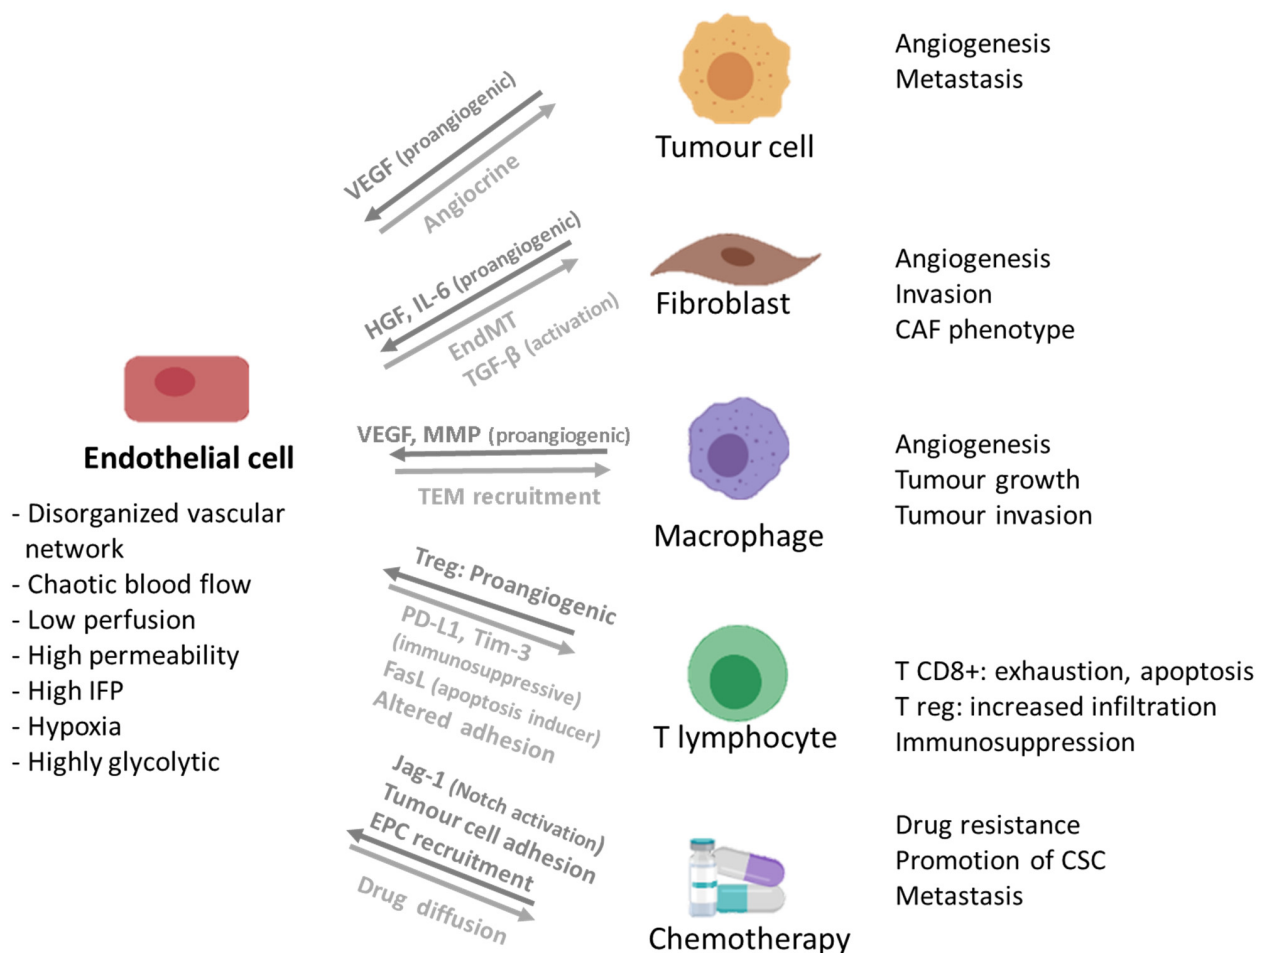 Angiogenesis
Metastasis
VEGF (proangiogenic)
Angiocrine
Tumour cell
HGF, IL-6 (proangiogenic)
EndMT
TGF-β (activation)
Fibroblast
Angiogenesis
Invasion
CAF phenotype
Endothelial cell
- Disorganized vascular
network
- Chaotic blood flow
- Low perfusion
- High permeability
- High IFP
- Hypoxia
- Highly glycolytic
VEGF, MMP (proangiogenic)
TEM recruitment
Macrophage
Angiogenesis
Tumour growth
Tumour invasion
Treg: Proangiogenic
PD-L1, Tim-3
(immunosuppressive)
FasL (apoptosis inducer)
Altered adhesion
T lymphocyte
T CD8+: exhaustion, apoptosis
T reg: increased infiltration
Immunosuppression
Jag-1 (Notch activation)
Tumour cell adhesion
EPC recruitment
Drug diffusion
Chemotherapy
Drug resistance
Promotion of CSC
Metastasis